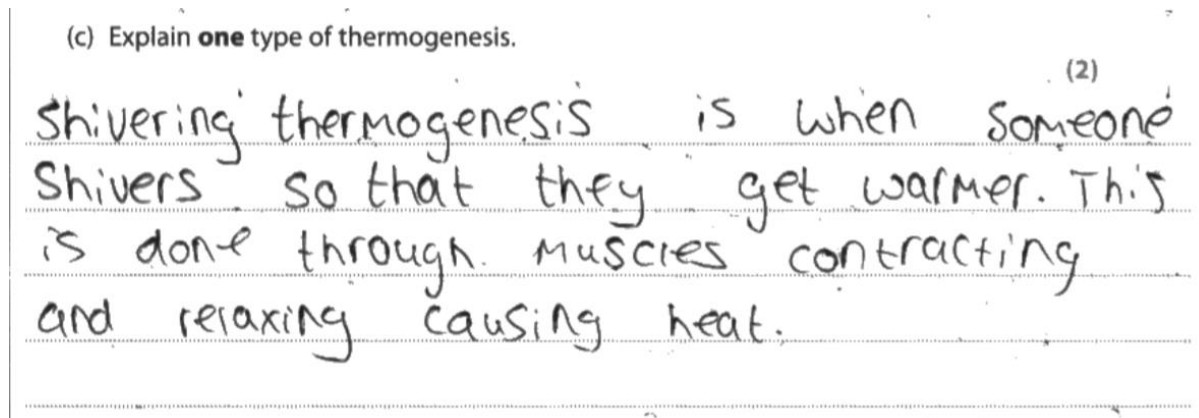 (c) Explain one type of thermogenesis.
(2)
Shivering thermogenesis is when someone
Shivers so that they get warmer. This
is done through muscles contracting
and relaxing causing heat.